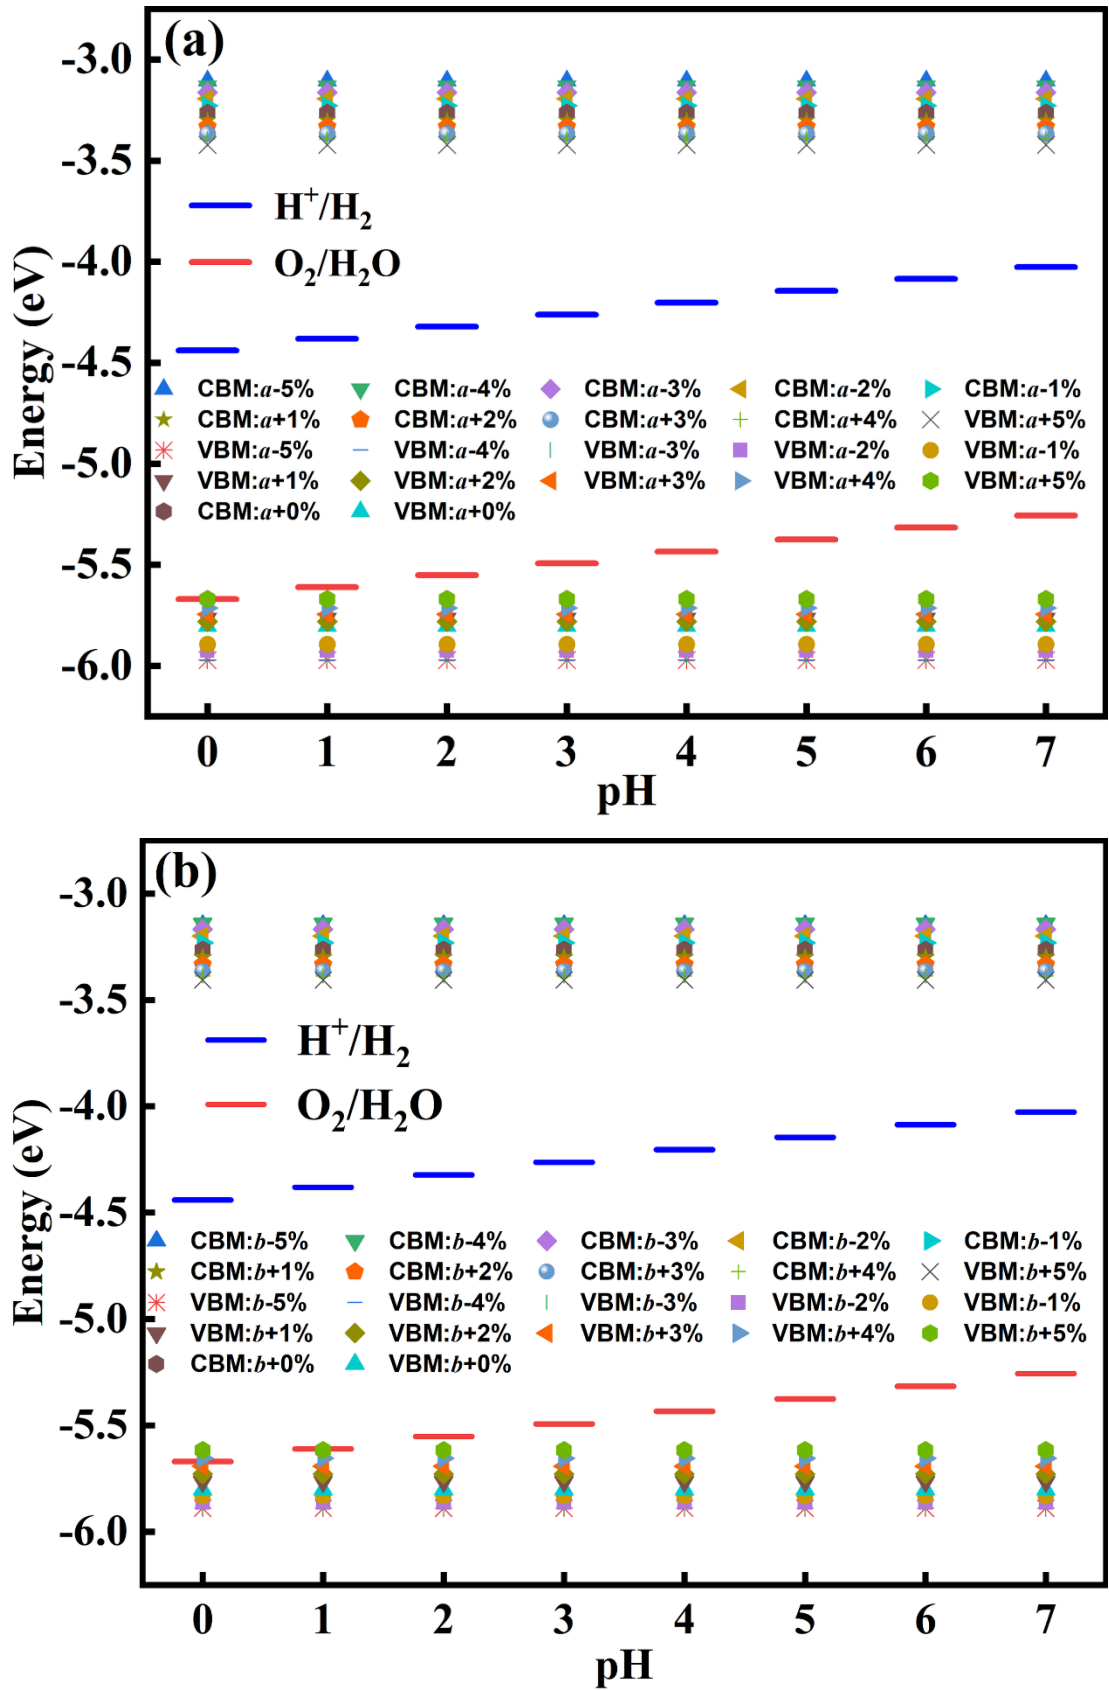 (a)
-3.0
-3.5
-4.0
-4.5
-5.0
-5.5
-6.0
Energy (eV)
H⁺/H₂
O₂/H₂O
CBM:a-5% CBM:a-4% CBM:a-3% CBM:a-2% CBM:a-1%
CBM:a+1% CBM:a+2% CBM:a+3% CBM:a+4% VBM:a+5%
VBM:a-5% VBM:a-4% VBM:a-3% VBM:a-2% VBM:a-1%
VBM:a+1% VBM:a+2% VBM:a+3% VBM:a+4% VBM:a+5%
CBM:a+0% VBM:a+0%
0 1 2 3 4 5 6 7
pH
(b)
-3.0
-3.5
-4.0
-4.5
-5.0
-5.5
-6.0
Energy (eV)
H⁺/H₂
O₂/H₂O
CBM:b-5% CBM:b-4% CBM:b-3% CBM:b-2% CBM:b-1%
CBM:b+1% CBM:b+2% CBM:b+3% CBM:b+4% VBM:b+5%
VBM:b-5% VBM:b-4% VBM:b-3% VBM:b-2% VBM:b-1%
VBM:b+1% VBM:b+2% VBM:b+3% VBM:b+4% VBM:b+5%
CBM:b+0% VBM:b+0%
0 1 2 3 4 5 6 7
pH